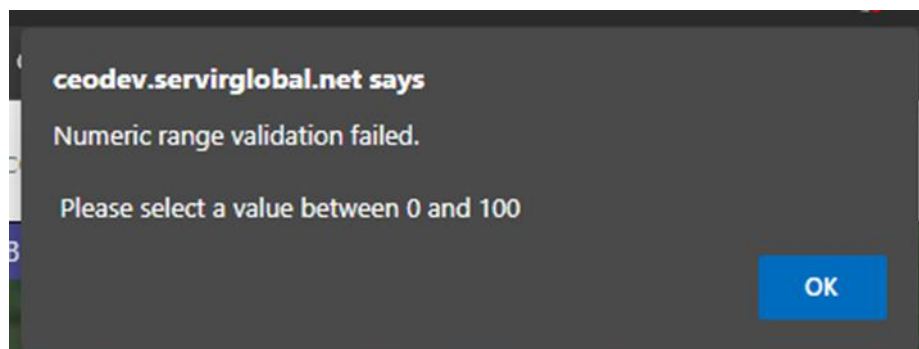 ceodev.servirglobal.net says
Numeric range validation failed.
Please select a value between 0 and 100
OK